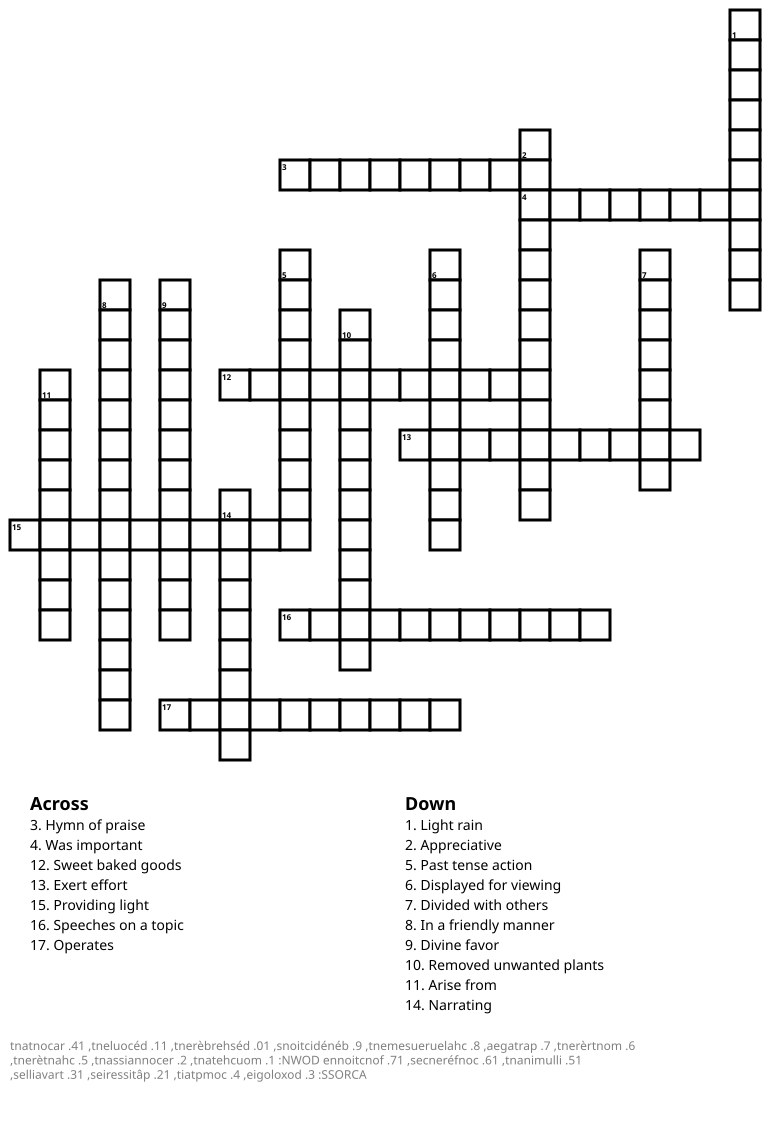 1
2
3
4
5
6
7
8
9
10
12
11
13
14
15
16
17
Across
3. Hymn of praise
4. Was important
12. Sweet baked goods
13. Exert effort
15. Providing light
16. Speeches on a topic
17. Operates
Down
1. Light rain
2. Appreciative
5. Past tense action
6. Displayed for viewing
7. Divided with others
8. In a friendly manner
9. Divine favor
10. Removed unwanted plants
11. Arise from
14. Narrating
tnatnocar .41 ,tneluocéd .11 ,tnerèbrehséd .01 ,snoitcidénéb .9 ,tnemesueruelahc .8 ,aegatrap .7 ,tnerèrtnom .6
,tnerètnahc .5 ,tnassiannocer .2 ,tnatehcuom .1 :NWOD ennoitcnof .71 ,secneréfnoc .61 ,tnanimulli .51
,selliavart .31 ,seiressitâp .21 ,tiatpmoc .4 ,eigoloxod .3 :SSORCA